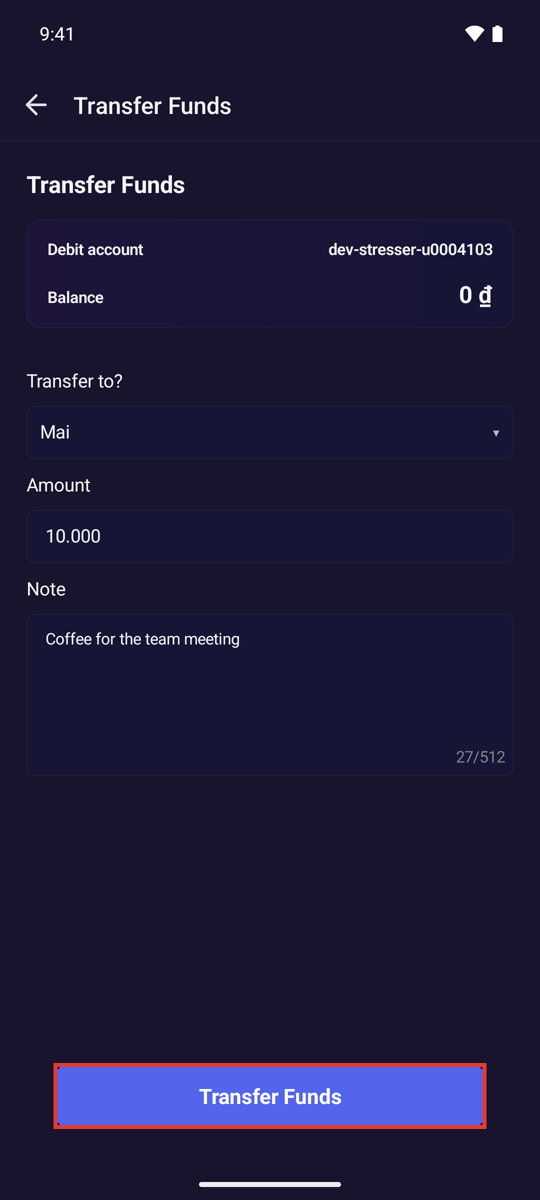 9:41
Transfer Funds
Transfer Funds
Debit account dev-stresser-u0004103
Balance 0 ₫
Transfer to?
Mai
Amount
10.000
Note
Coffee for the team meeting
27/512
Transfer Funds